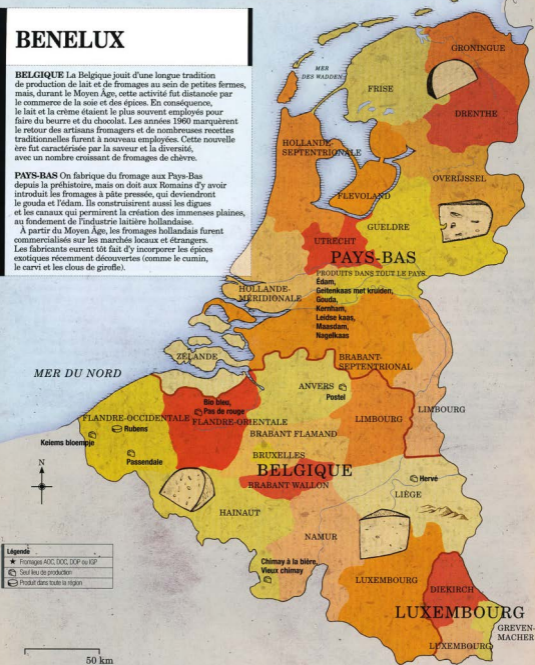 BENELUX
BELGIQUE La Belgique jouit d'une longue tradition
de production de lait et de fromages au sein de petites fermes,
mais, durant le Moyen Âge, cette activité fut distancée par
le commerce de la soie et des épices. En conséquence,
le lait et la crème étaient le plus souvent employés pour
faire du beurre et du chocolat. Les années 1960 marquèrent
le retour des artisans fromagers et de nombreuses recettes
traditionnelles furent à nouveau employées. Cette nouvelle
ère fut caractérisée par la saveur et la diversité,
avec un nombre croissant de fromages de chèvre.
PAYS-BAS On fabrique du fromage aux Pays-Bas
depuis la préhistoire, mais on doit aux Romains d'y avoir
introduit les fromages à pâte pressée, qui deviendront
le gouda et l'édam. Ils construisirent aussi les digues
et les canaux qui permirent la création des immenses plaines,
au fondement de l'industrie laitière hollandaise.
À partir du Moyen Âge, les fromages hollandais furent
commercialisés sur les marchés locaux et étrangers.
Les fabricants eurent tôt fait d'y incorporer les épices
exotiques récemment découvertes (comme le cumin,
le carvi et les clous de girofle).
MER
DES WADDEN
GRONINGUE
FRISE
DRENTHE
HOLLANDE-
SEPTENTRIONALE
OVERIJSSEL
FLEVOLAND
GUELDRE
UTRECHT
PAYS-BAS
PRODUITS DANS TOUT LE PAYS
Édam,
Geitenkaas met kruiden,
Gouda,
Kernham,
Leidse kaas,
Maasdam,
Nagelkaas
HOLLANDE-
MÉRIDIONALE
ZÉLANDE
MER DU NORD
BRABANT-
SEPTENTRIONAL
ANVERS
Postel
LIMBOURG
LIMBOURG
Bio bleu,
Pas de rouge
FLANDRE-OCCIDENTALE
FLANDRE-ORIENTALE
Rubens
Keiems bloempje
Passendale
BRABANT FLAMAND
BRUXELLES
BELGIQUE
BRABANT WALLON
Hervé
LIÈGE
HAINAUT
NAMUR
Chimay à la bière,
Vieux chimay
LUXEMBOURG
DIEKIRCH
LUXEMBOURG
GREVEN-
MACHER
LUXEMBOURG
N
Légende
Fromages AOC, DOC, DOP ou IGP
Seul lieu de production
Produit dans toute la région
50 km